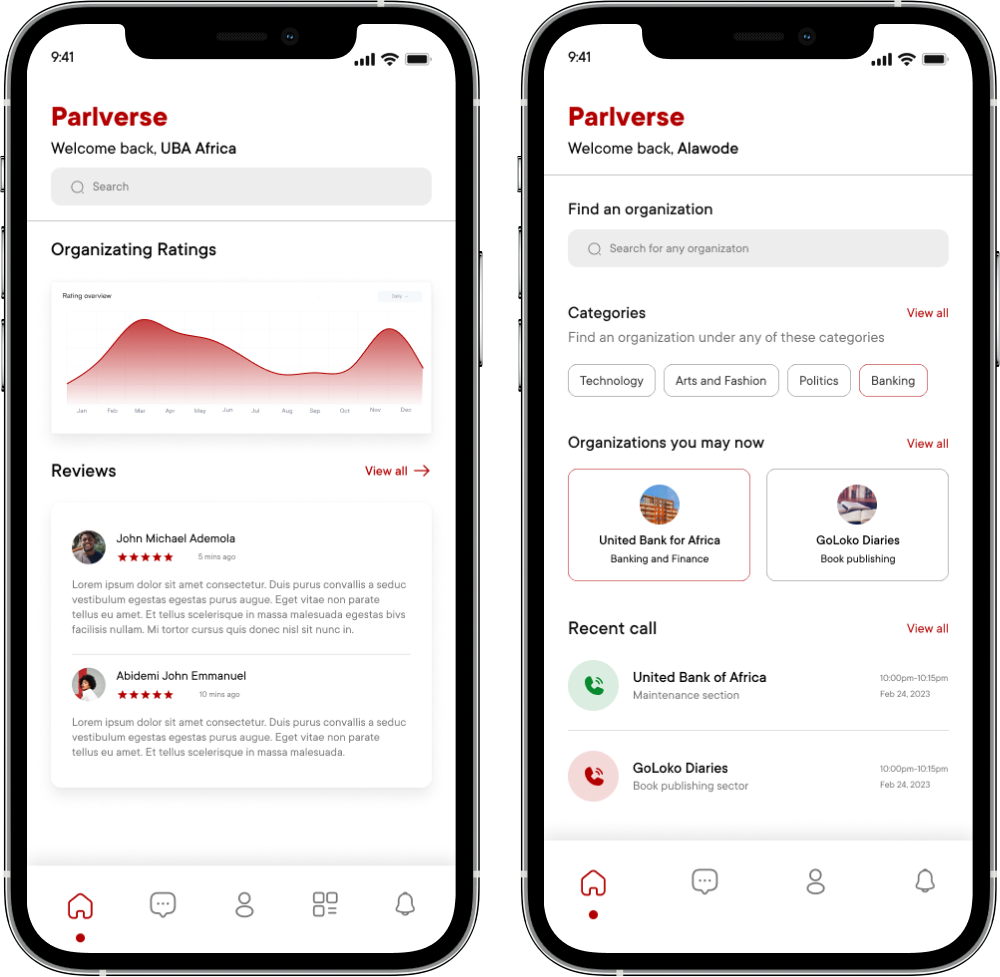 9:41
Parlverse
Welcome back, UBA Africa
Search
Organizating Ratings
Rating overview
Daily
Jan Feb Mar Apr May Jun Jul Aug Sep Oct Nov Dec
Reviews
View all
John Michael Ademola
5 mins ago
Lorem ipsum dolor sit amet consectetur. Duis purus convallis a seduc
vestibulum egestas egestas purus augue. Eget vitae non parate
tellus eu amet. Et tellus scelerisque in massa malesuada egestas bivs
facilisis nullam. Mi tortor cursus quis donec nisl sit nunc in.
Abidemi John Emmanuel
10 mins ago
Lorem ipsum dolor sit amet consectetur. Duis purus convallis a seduc
vestibulum egestas egestas purus augue. Eget vitae non parate
tellus eu amet. Et tellus scelerisque in massa malesuada.
9:41
Parlverse
Welcome back, Alawode
Find an organization
Search for any organizaton
Categories
View all
Find an organization under any of these categories
Technology
Arts and Fashion
Politics
Banking
Organizations you may now
View all
United Bank for Africa
Banking and Finance
GoLoko Diaries
Book publishing
Recent call
View all
United Bank of Africa
10:00pm-10:15pm
Maintenance section
Feb 24, 2023
GoLoko Diaries
10:00pm-10:15pm
Book publishing sector
Feb 24, 2023